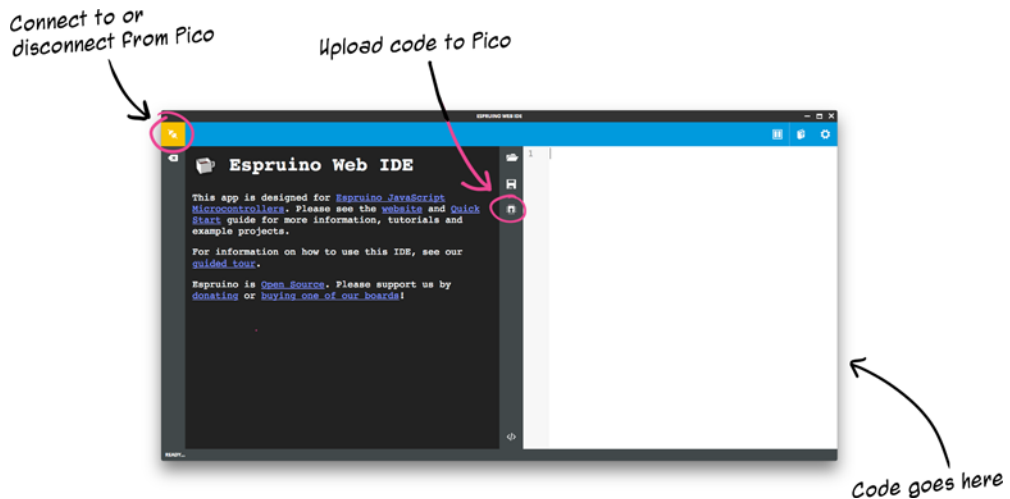 Connect to or
disconnect from Pico
Upload code to Pico
ESPRUINO WEB IDE
Espruino Web IDE
1
This app is designed for Espruino JavaScript
Microcontrollers. Please see the website and Quick
Start guide for more information, tutorials and
example projects.
For information on how to use this IDE, see our
guided tour.
Espruino is Open Source. Please support us by
donating or buying one of our boards!
READY...
Code goes here